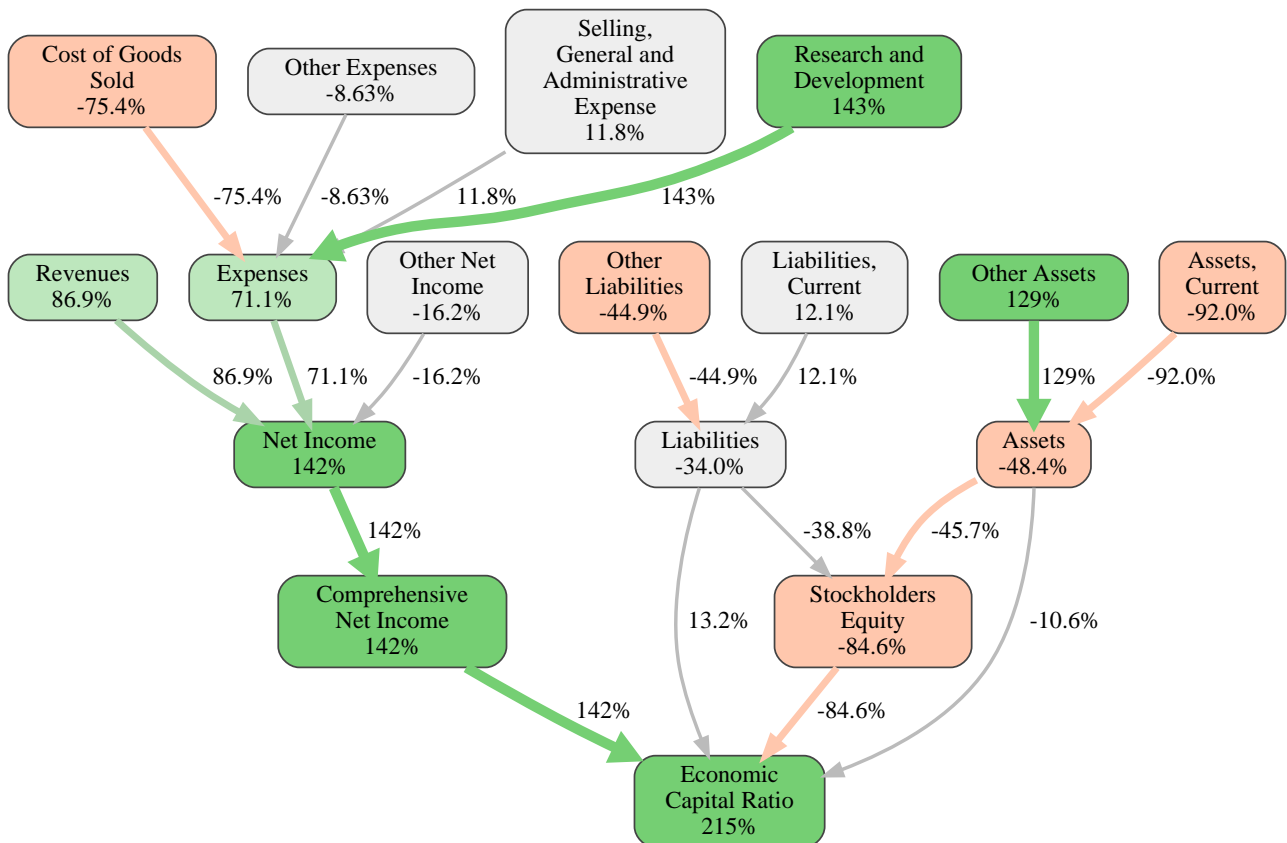 Cost of Goods
Sold
-75.4%
Other Expenses
-8.63%
Selling,
General and
Administrative
Expense
11.8%
Research and
Development
143%
-75.4%
-8.63%
11.8%
143%
Revenues
86.9%
Expenses
71.1%
Other Net
Income
-16.2%
Other
Liabilities
-44.9%
Liabilities,
Current
12.1%
Other Assets
129%
Assets,
Current
-92.0%
86.9%
71.1%
-16.2%
-44.9%
12.1%
129%
-92.0%
Net Income
142%
Liabilities
-34.0%
Assets
-48.4%
142%
-38.8%
-45.7%
Comprehensive
Net Income
142%
13.2%
Stockholders
Equity
-84.6%
-10.6%
142%
-84.6%
Economic
Capital Ratio
215%